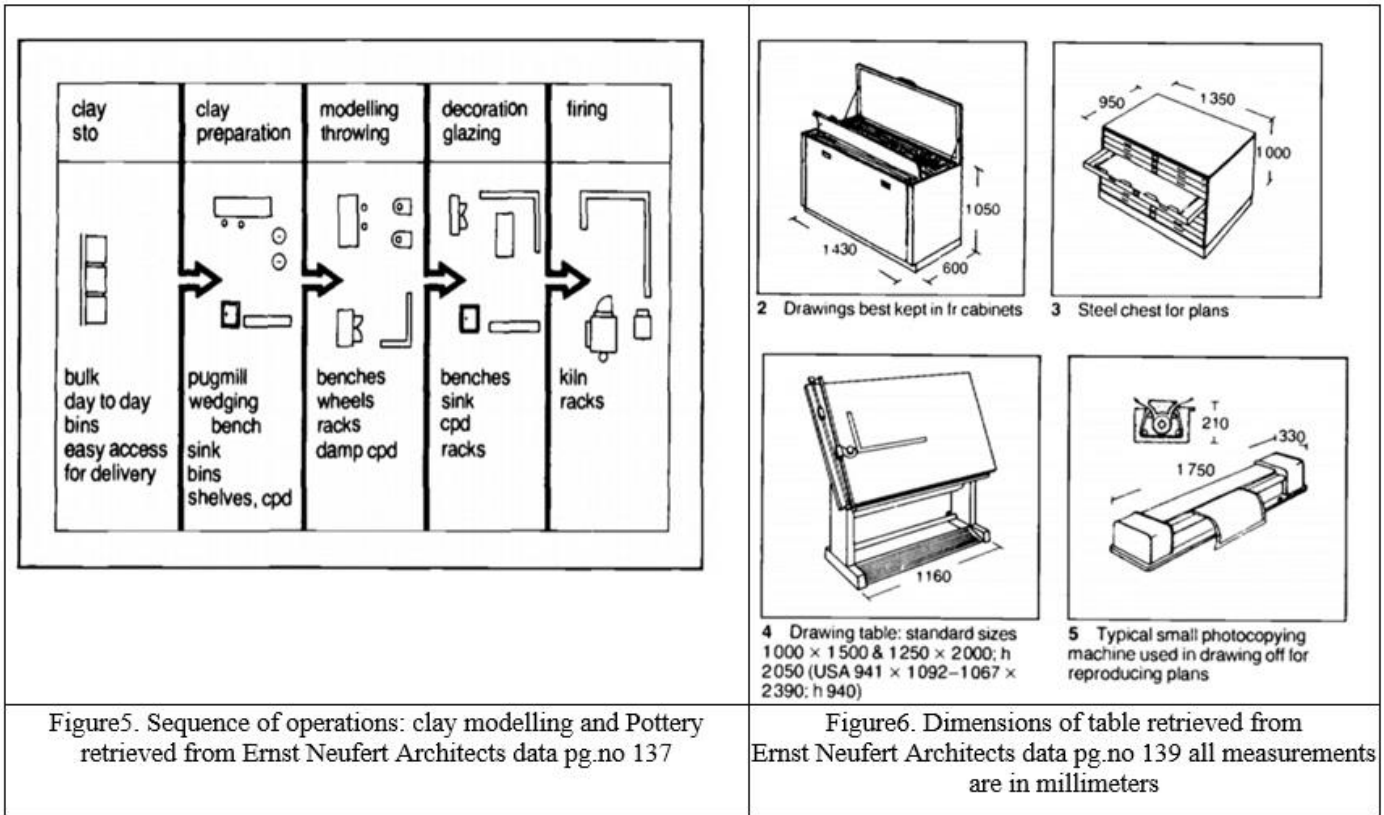 clay
sto
clay
preparation
modelling
throwing
decoration
glazing
firing
bulk
day to day
bins
easy access
for delivery
pugmill
wedging
bench
sink
bins
shelves, cpd
benches
wheels
racks
damp cpd
benches
sink
cpd
racks
kiln
racks
1430
600
1050
2 Drawings best kept in fr cabinets
950
1350
1000
3 Steel chest for plans
1160
4 Drawing table: standard sizes
1000 × 1500 & 1250 × 2000; h
2050 (USA 941 × 1092–1067 ×
2390; h 940)
210
330
1750
5 Typical small photocopying
machine used in drawing off for
reproducing plans
Figure5. Sequence of operations: clay modelling and Pottery
retrieved from Ernst Neufert Architects data pg.no 137
Figure6. Dimensions of table retrieved from
Ernst Neufert Architects data pg.no 139 all measurements
are in millimeters